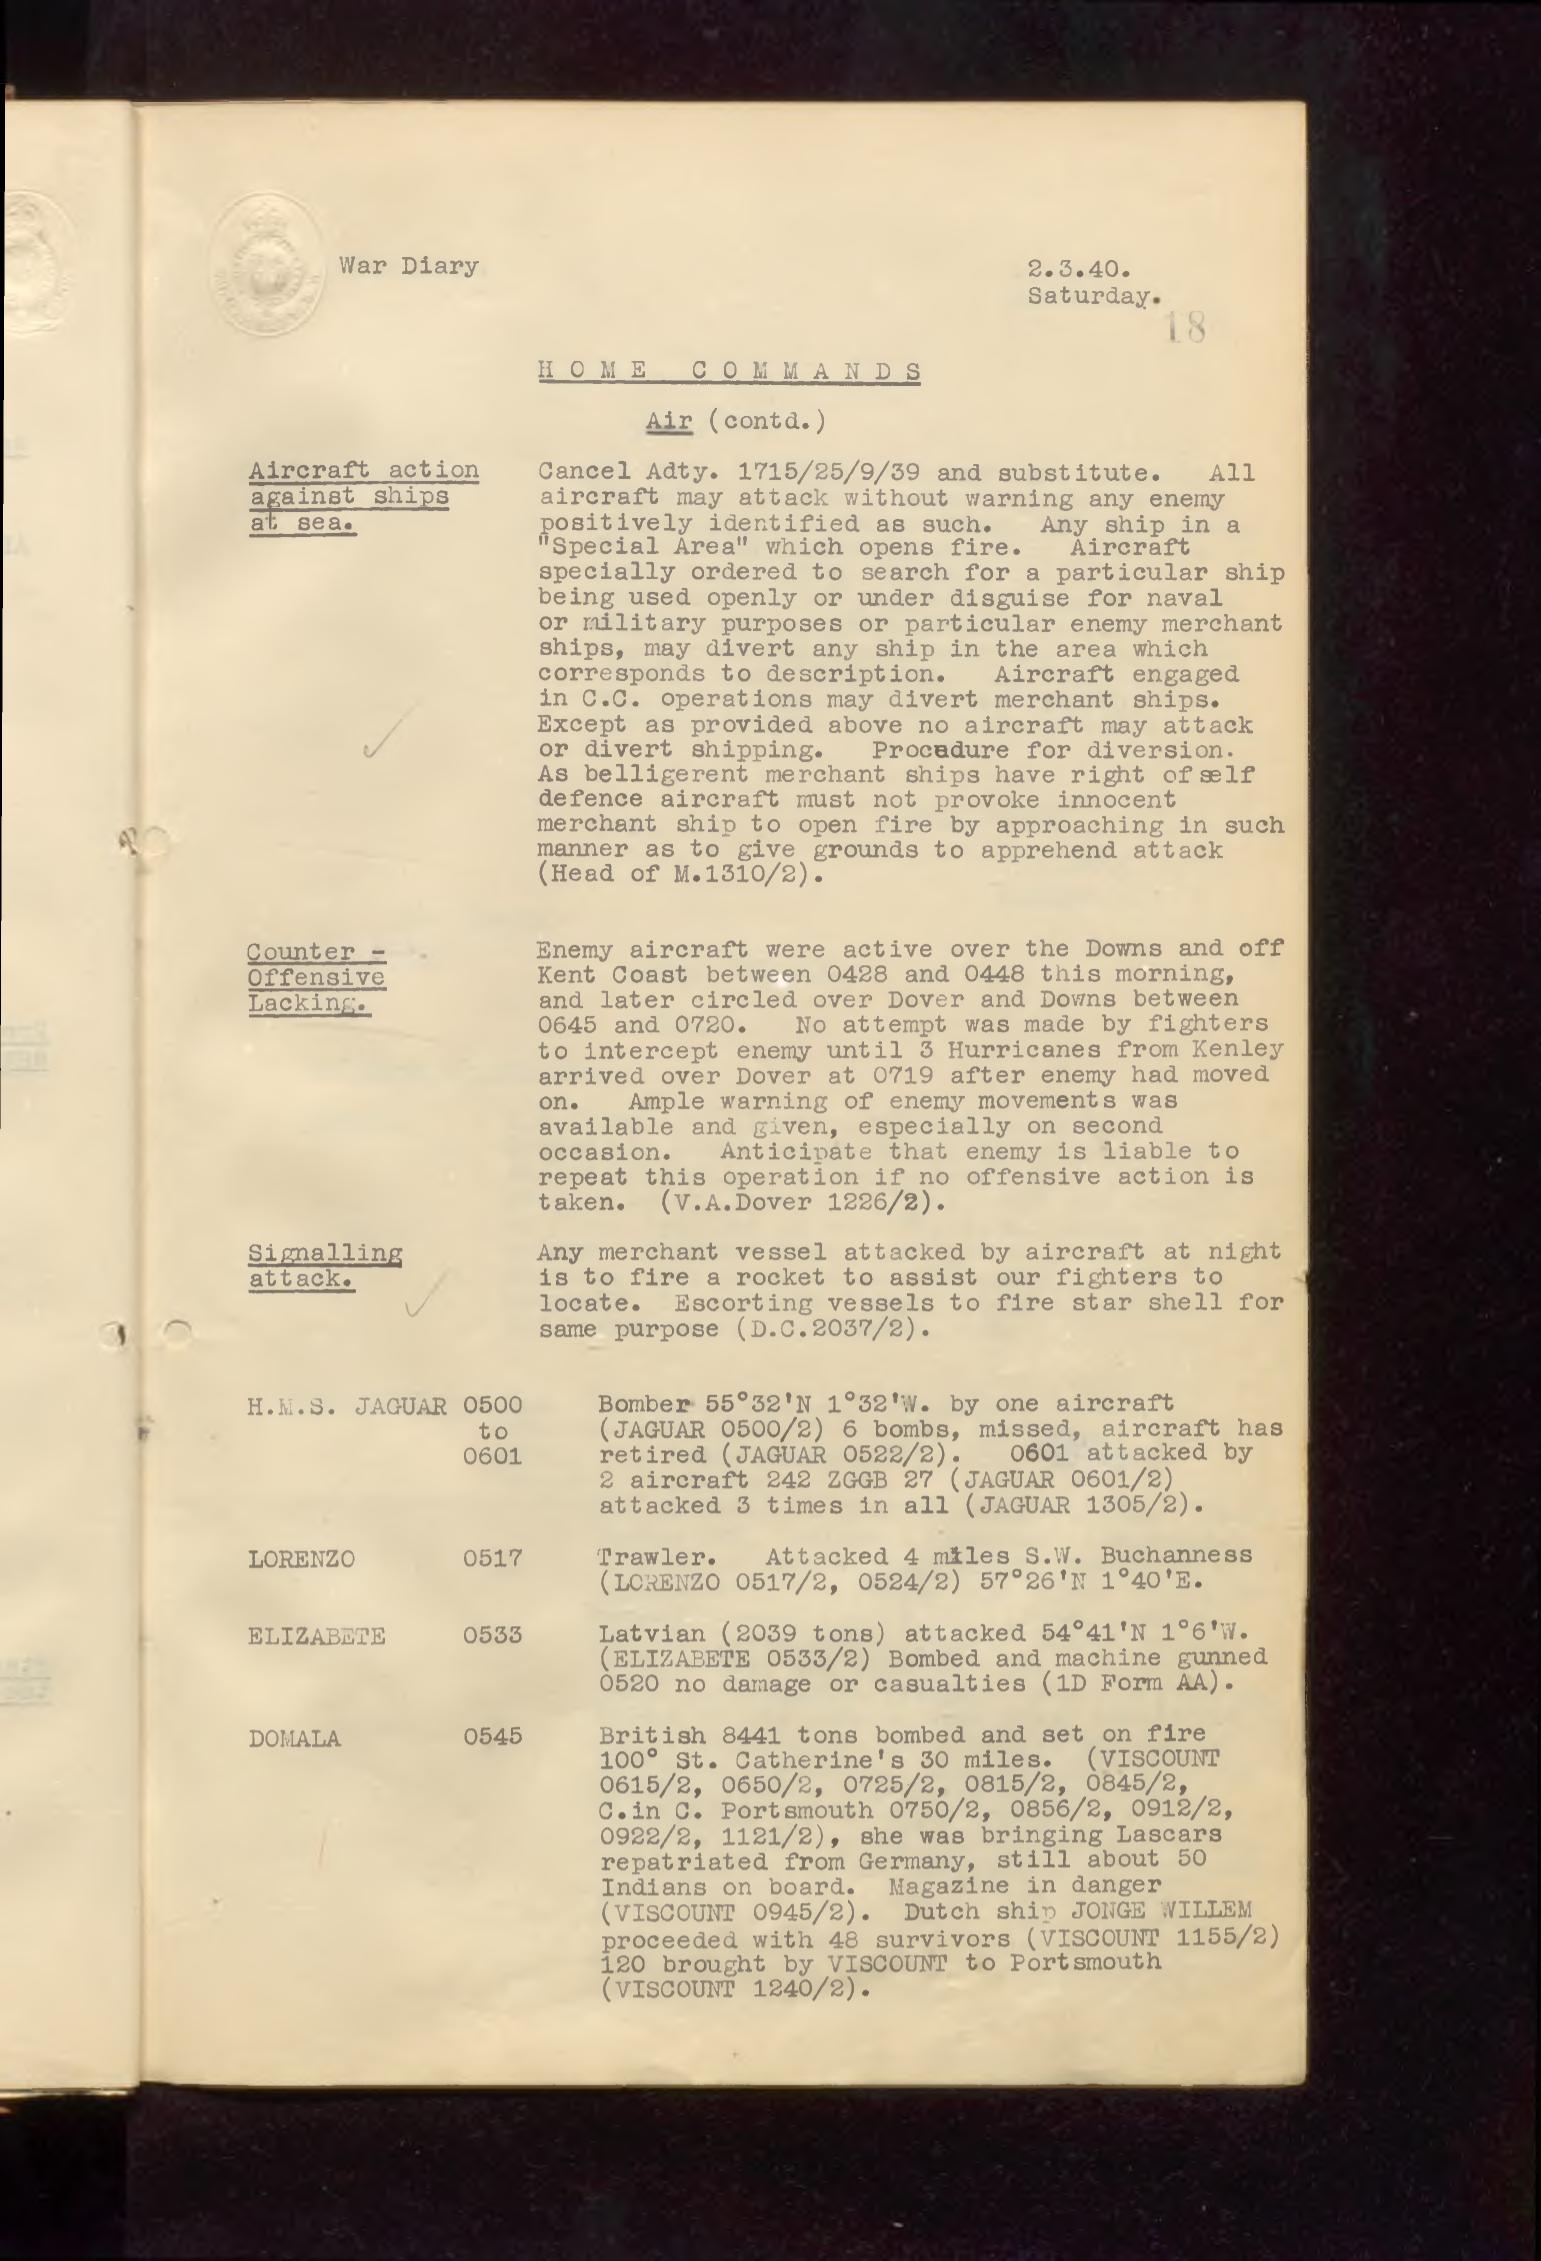 War Diary
2.3.40.
Saturday.
18
HOME COMMANDS
Air (contd.)
Aircraft action
against ships
at sea.
Cancel Adty. 1715/25/9/39 and substitute. All
aircraft may attack without warning any enemy
positively identified as such. Any ship in a
"Special Area" which opens fire. Aircraft
specially ordered to search for a particular ship
being used openly or under disguise for naval
or military purposes or particular enemy merchant
ships, may divert any ship in the area which
corresponds to description. Aircraft engaged
in C.C. operations may divert merchant ships.
Except as provided above no aircraft may attack
or divert shipping. Procedure for diversion.
As belligerent merchant ships have right of self
defence aircraft must not provoke innocent
merchant ship to open fire by approaching in such
manner as to give grounds to apprehend attack
(Head of M.1310/2).
Counter -
Offensive
Lacking.
Enemy aircraft were active over the Downs and off
Kent Coast between 0428 and 0448 this morning,
and later circled over Dover and Downs between
0645 and 0720. No attempt was made by fighters
to intercept enemy until 3 Hurricanes from Kenley
arrived over Dover at 0719 after enemy had moved
on. Ample warning of enemy movements was
available and given, especially on second
occasion. Anticipate that enemy is liable to
repeat this operation if no offensive action is
taken. (V.A.Dover 1226/2).
Signalling
attack.
Any merchant vessel attacked by aircraft at night
is to fire a rocket to assist our fighters to
locate. Escorting vessels to fire star shell for
same purpose (D.C.2037/2).
H.M.S. JAGUAR 0500
to
0601
Bomber 55°32'N 1°32'W. by one aircraft
(JAGUAR 0500/2) 6 bombs, missed, aircraft has
retired (JAGUAR 0522/2). 0601 attacked by
2 aircraft 242 ZGGB 27 (JAGUAR 0601/2)
attacked 3 times in all (JAGUAR 1305/2).
LORENZO 0517
Trawler. Attacked 4 miles S.W. Buchanness
(LORENZO 0517/2, 0524/2) 57°26'N 1°40'E.
ELIZABETE 0533
Latvian (2039 tons) attacked 54°41'N 1°6'W.
(ELIZABETE 0533/2) Bombed and machine gunned
0520 no damage or casualties (1D Form AA).
DOMALA 0545
British 8441 tons bombed and set on fire
100° St. Catherine's 30 miles. (VISCOUNT
0615/2, 0650/2, 0725/2, 0815/2, 0845/2,
C.in C. Portsmouth 0750/2, 0856/2, 0912/2,
0922/2, 1121/2), she was bringing Lascars
repatriated from Germany, still about 50
Indians on board. Magazine in danger
(VISCOUNT 0945/2). Dutch ship JONGE WILLEM
proceeded with 48 survivors (VISCOUNT 1155/2)
120 brought by VISCOUNT to Portsmouth
(VISCOUNT 1240/2).